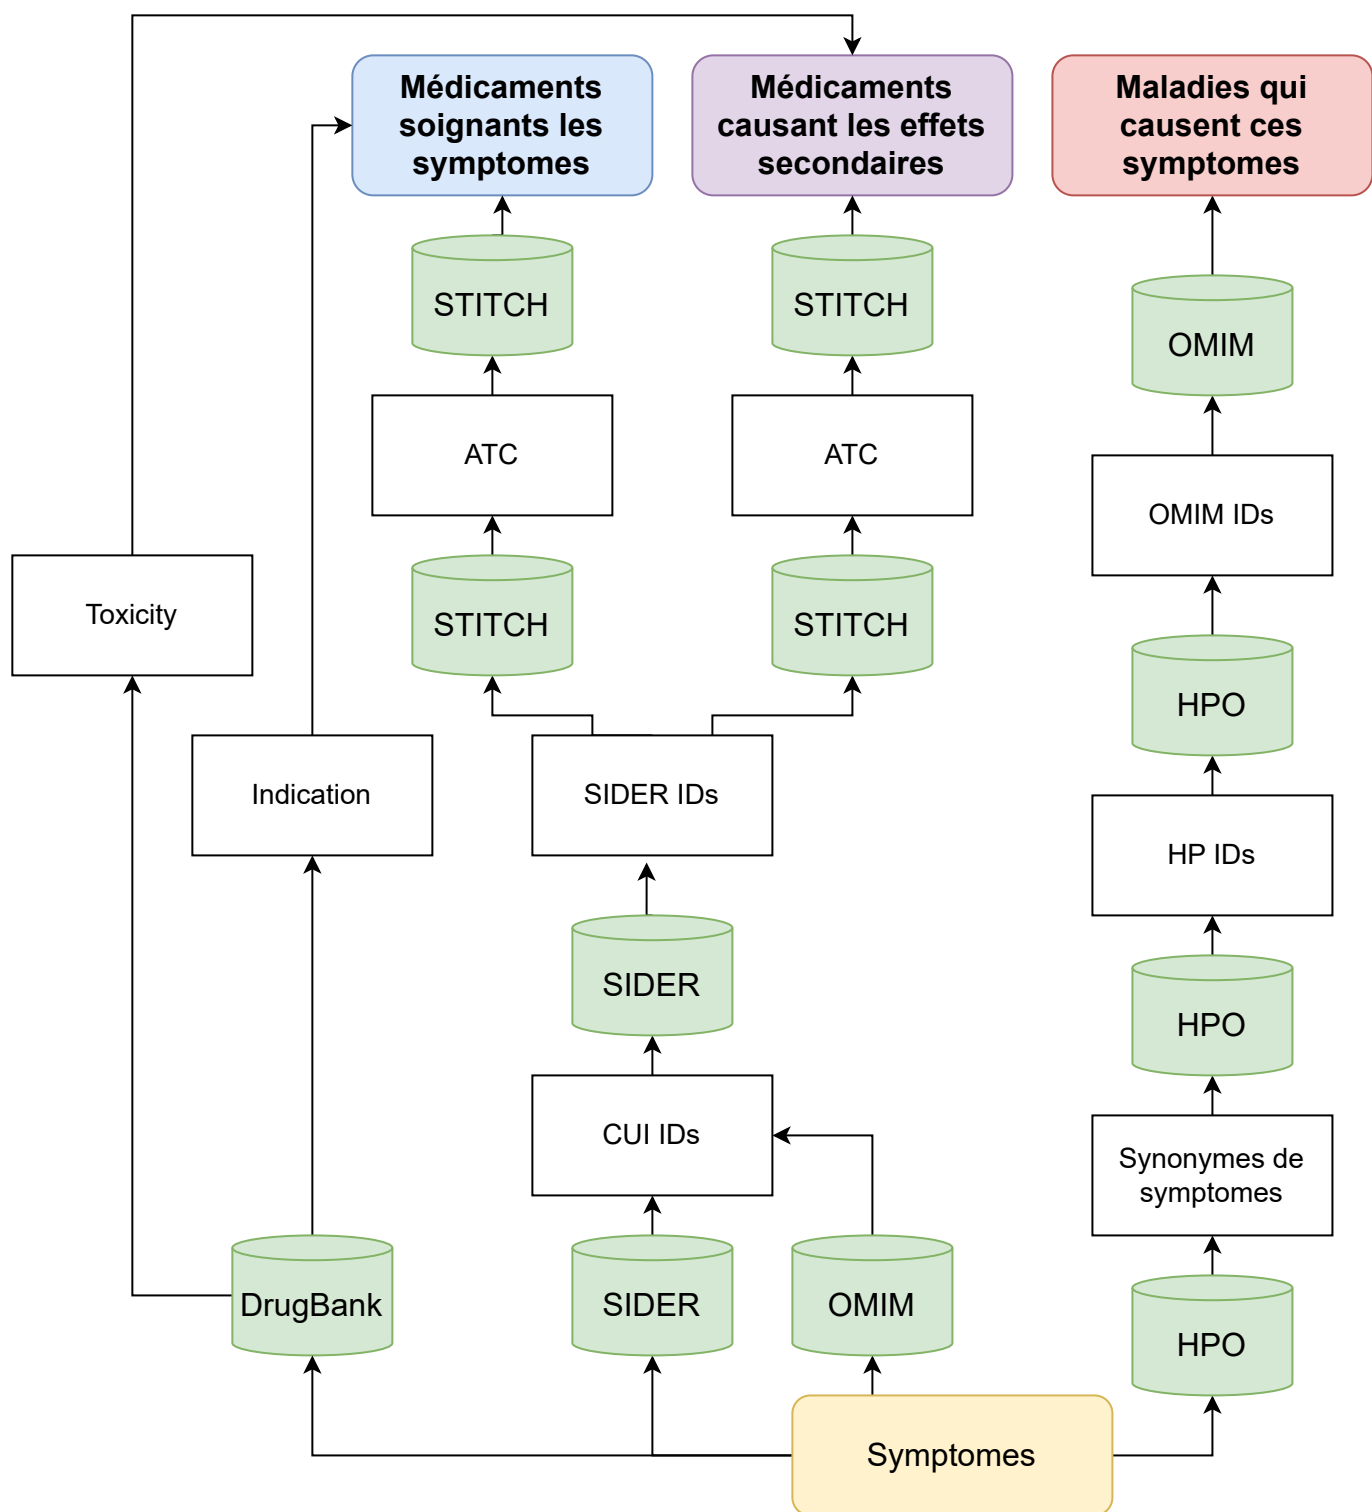 Médicaments
soignants les
symptomes
Médicaments
causant les effets
secondaires
Maladies qui
causent ces
symptomes
STITCH
STITCH
OMIM
ATC
ATC
OMIM IDs
Toxicity
STITCH
STITCH
HPO
Indication
SIDER IDs
HP IDs
SIDER
HPO
CUI IDs
Synonymes de
symptomes
DrugBank
SIDER
OMIM
HPO
Symptomes